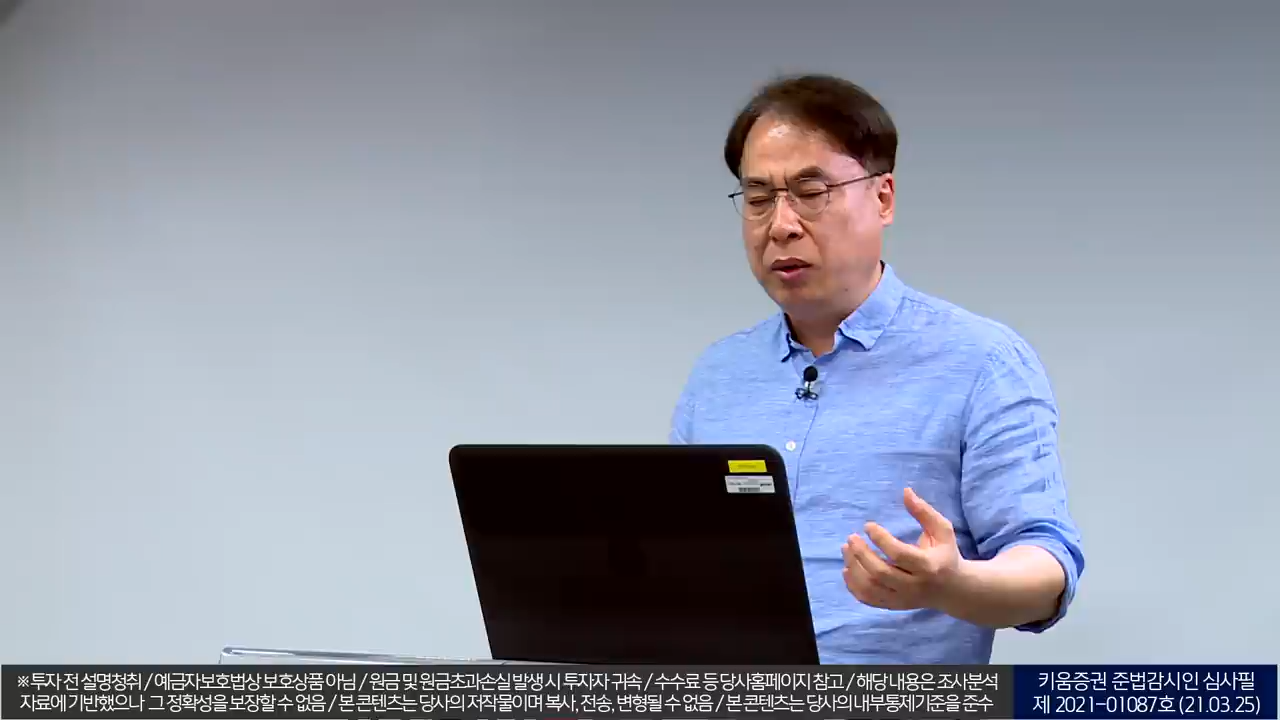 ※ 투자 전 설명청취 / 예금자보호법상 보호상품 아님 / 원금 및 원금초과손실 발생 시 투자자 귀속 / 수수료 등 당사홈페이지 참고 / 해당 내용은 조사분석
자료에 기반했으나 그 정확성을 보장할 수 없음 / 본 콘텐츠는 당사의 저작물이며 복사, 전송, 변형될 수 없음 / 본 콘텐츠는 당사의 내부통제기준을 준수
키움증권 준법감시인 심사필
제 2021-01087호 (21.03.25)